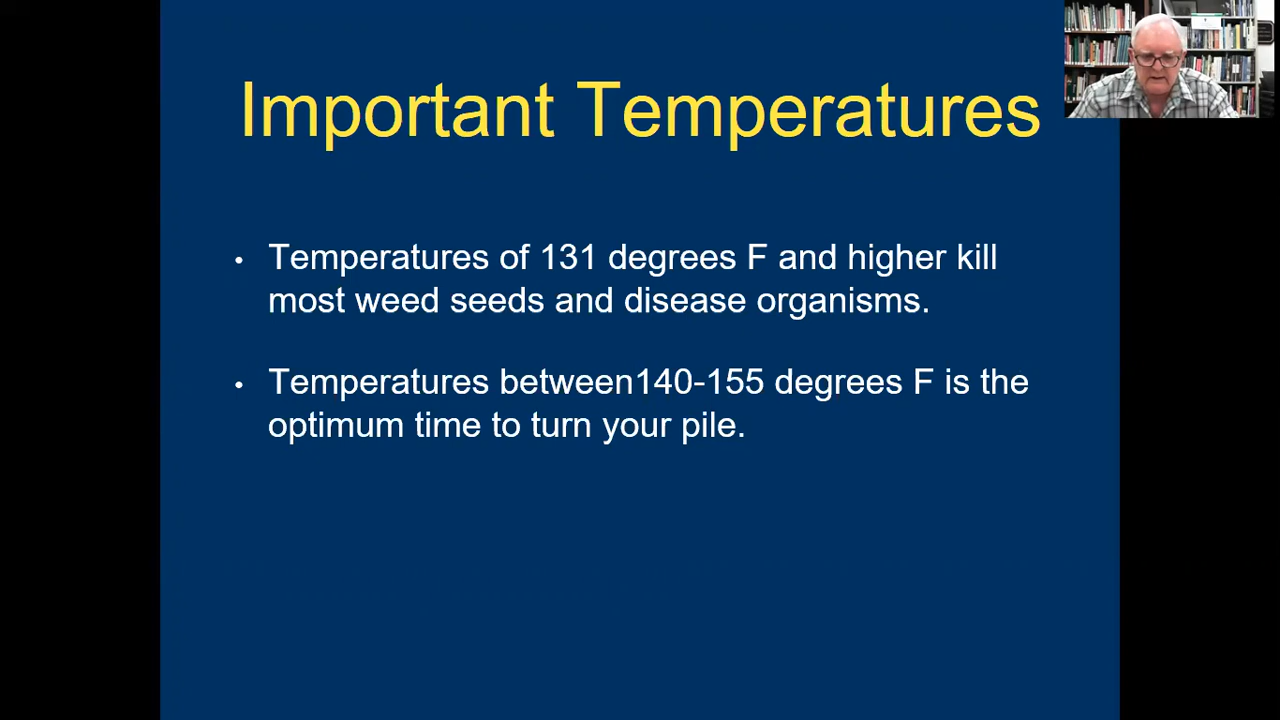 Important Temperatures
• Temperatures of 131 degrees F and higher kill
most weed seeds and disease organisms.
• Temperatures between140-155 degrees F is the
optimum time to turn your pile.